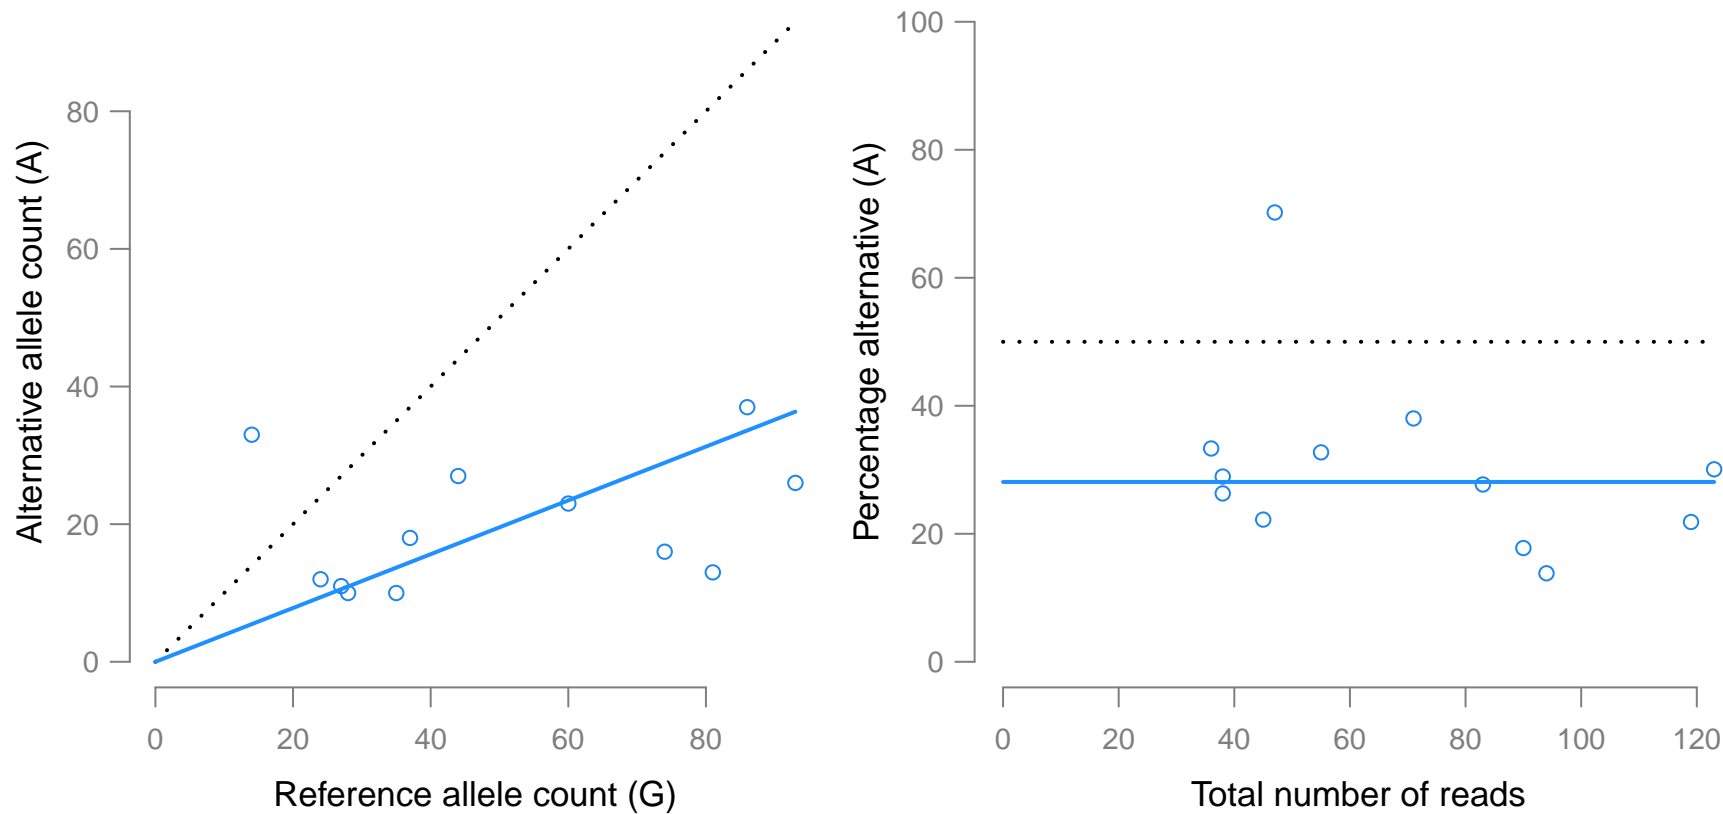 Alternative allele count (A)
80
60
40
20
0
0 20 40 60 80
Reference allele count (G)
Percentage alternative (A)
100
80
60
40
20
0
0 20 40 60 80 100 120
Total number of reads